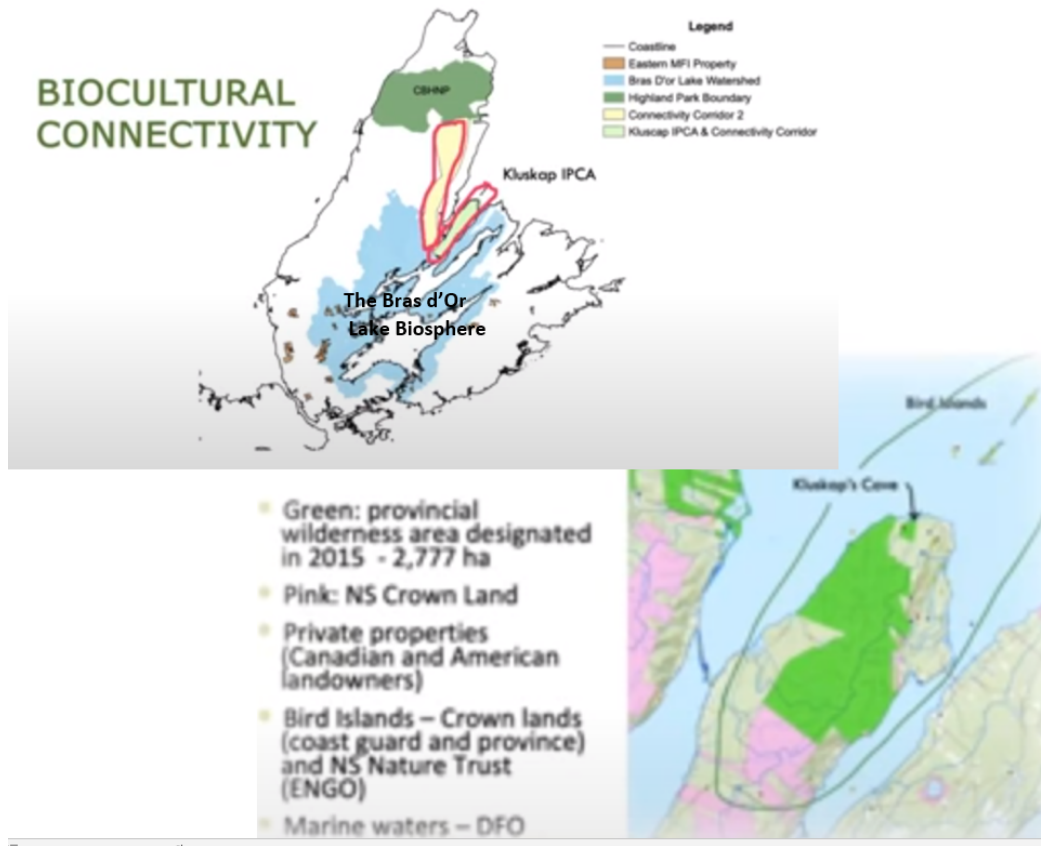 BIOCULTURAL
CONNECTIVITY
Legend
Coastline
Eastern MFI Property
Bras D'or Lake Watershed
Highland Park Boundary
Connectivity Corridor 2
Kluscap IPCA & Connectivity Corridor
CBHNP
Kluskap IPCA
The Bras d'Or
Lake Biosphere
Bird Islands
Kluskap's Cave
Green: provincial
wilderness area designated
in 2015 - 2,777 ha
Pink: NS Crown Land
Private properties
(Canadian and American
landowners)
Bird Islands – Crown lands
(coast guard and province)
and NS Nature Trust
(ENGO)
Marine waters – DFO